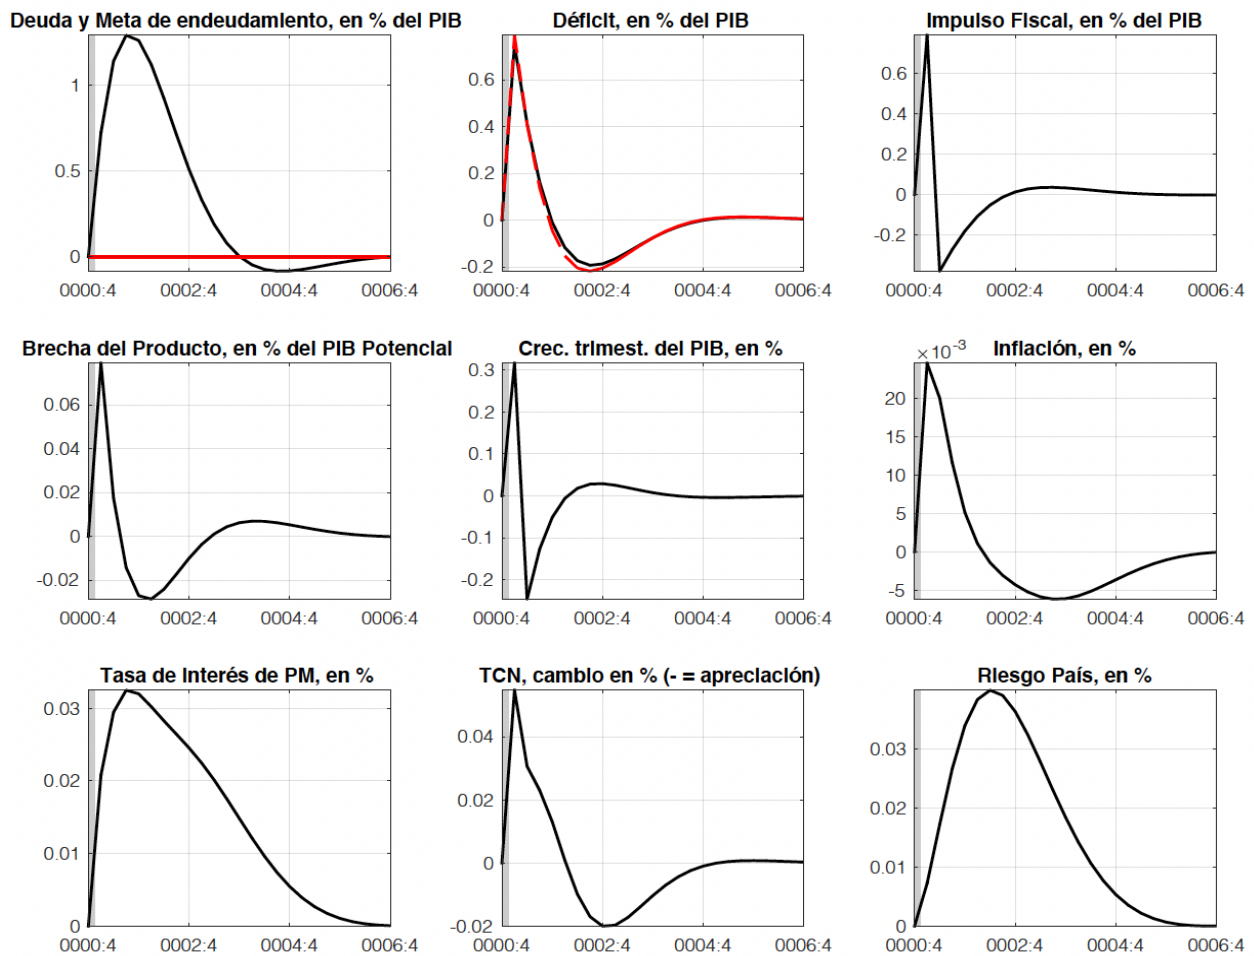 Deuda y Meta de endeudamiento, en % del PIB
1
0.5
0
0000:4 0002:4 0004:4 0006:4
Déficit, en % del PIB
0.6
0.4
0.2
0
-0.2
0000:4 0002:4 0004:4 0006:4
Impulso Fiscal, en % del PIB
0.6
0.4
0.2
0
-0.2
0000:4 0002:4 0004:4 0006:4
Brecha del Producto, en % del PIB Potencial
0.06
0.04
0.02
0
-0.02
0000:4 0002:4 0004:4 0006:4
Crec. trimest. del PIB, en %
0.3
0.2
0.1
0
-0.1
-0.2
0000:4 0002:4 0004:4 0006:4
Inflación, en %
×10-3
20
15
10
5
0
-5
0000:4 0002:4 0004:4 0006:4
Tasa de Interés de PM, en %
0.03
0.02
0.01
0
0000:4 0002:4 0004:4 0006:4
TCN, cambio en % (- = apreciación)
0.04
0.02
0
-0.02
0000:4 0002:4 0004:4 0006:4
Riesgo País, en %
0.03
0.02
0.01
0
0000:4 0002:4 0004:4 0006:4